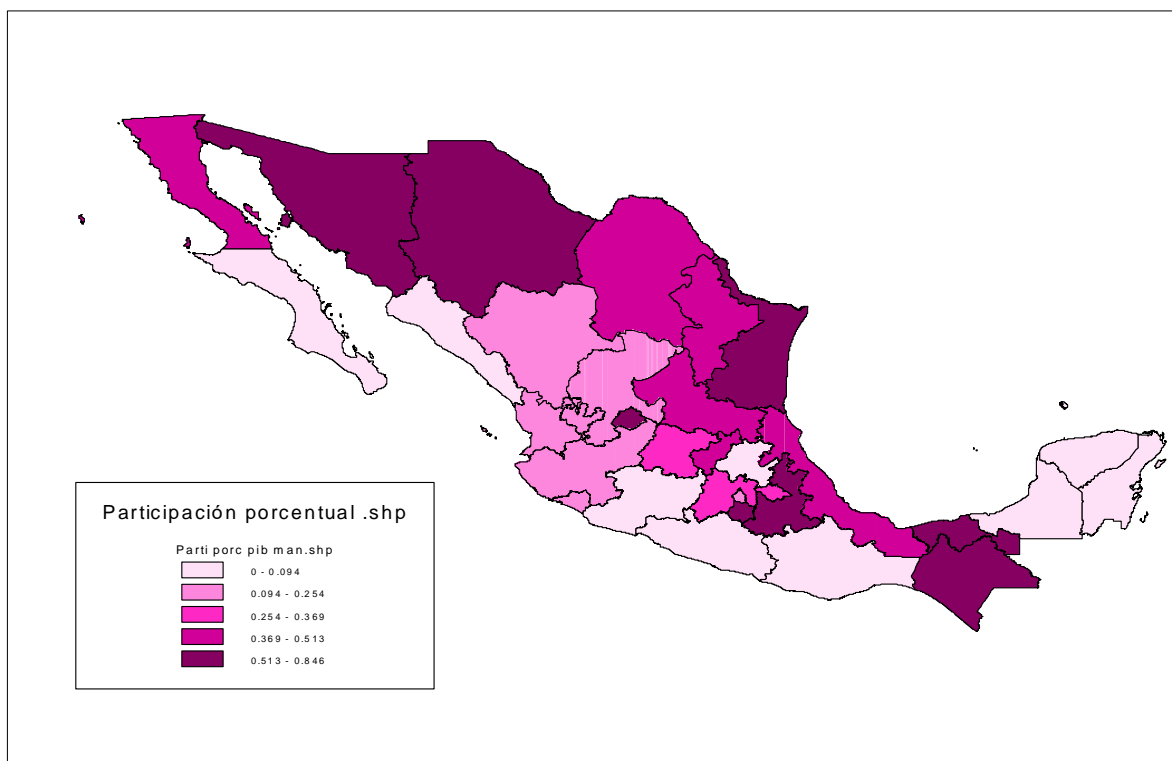 Participación porcentual .shp
Parti porc pib man.shp
0 - 0.094
0.094 - 0.254
0.254 - 0.369
0.369 - 0.513
0.513 - 0.846